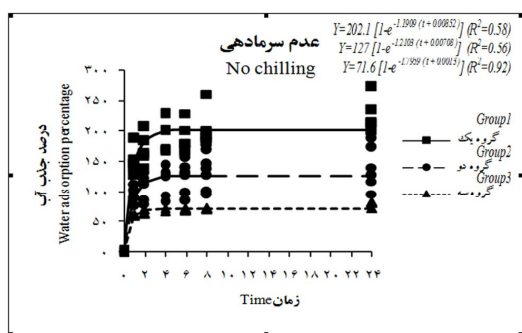 Y=202.1 [1-e^-1.1909 (t + 0.00852)] (R²=0.58)
Y=127 [1-e^-1.2103 (t + 0.00708)] (R²=0.56)
Y=71.6 [1-e^-1.7959 (t + 0.0015)] (R²=0.92)
عدم سرمادهی
No chilling
درصد جذب آب
Water ads orption percentage
۳۰۰
۲۵۰
۲۰۰
۱۵۰
۱۰۰
۵۰
۰
۰ ۲ ۴ ۶ ۸ ۱۰ ۱۲ ۱۴ ۱۶ ۱۸ ۲۰ ۲۲ ۲۴
Time زمان
Group1
گروه یک
Group2
گروه دو
Group3
گروه سه